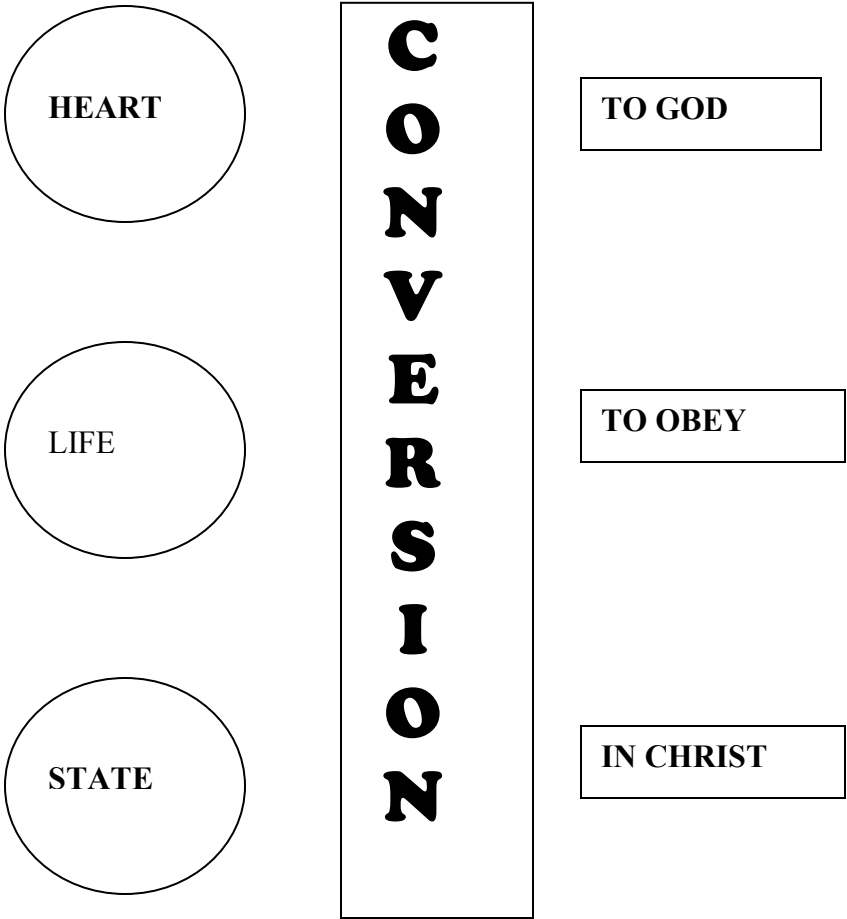 HEART
LIFE
STATE
C
O
N
V
E
R
S
I
O
N
TO GOD
TO OBEY
IN CHRIST